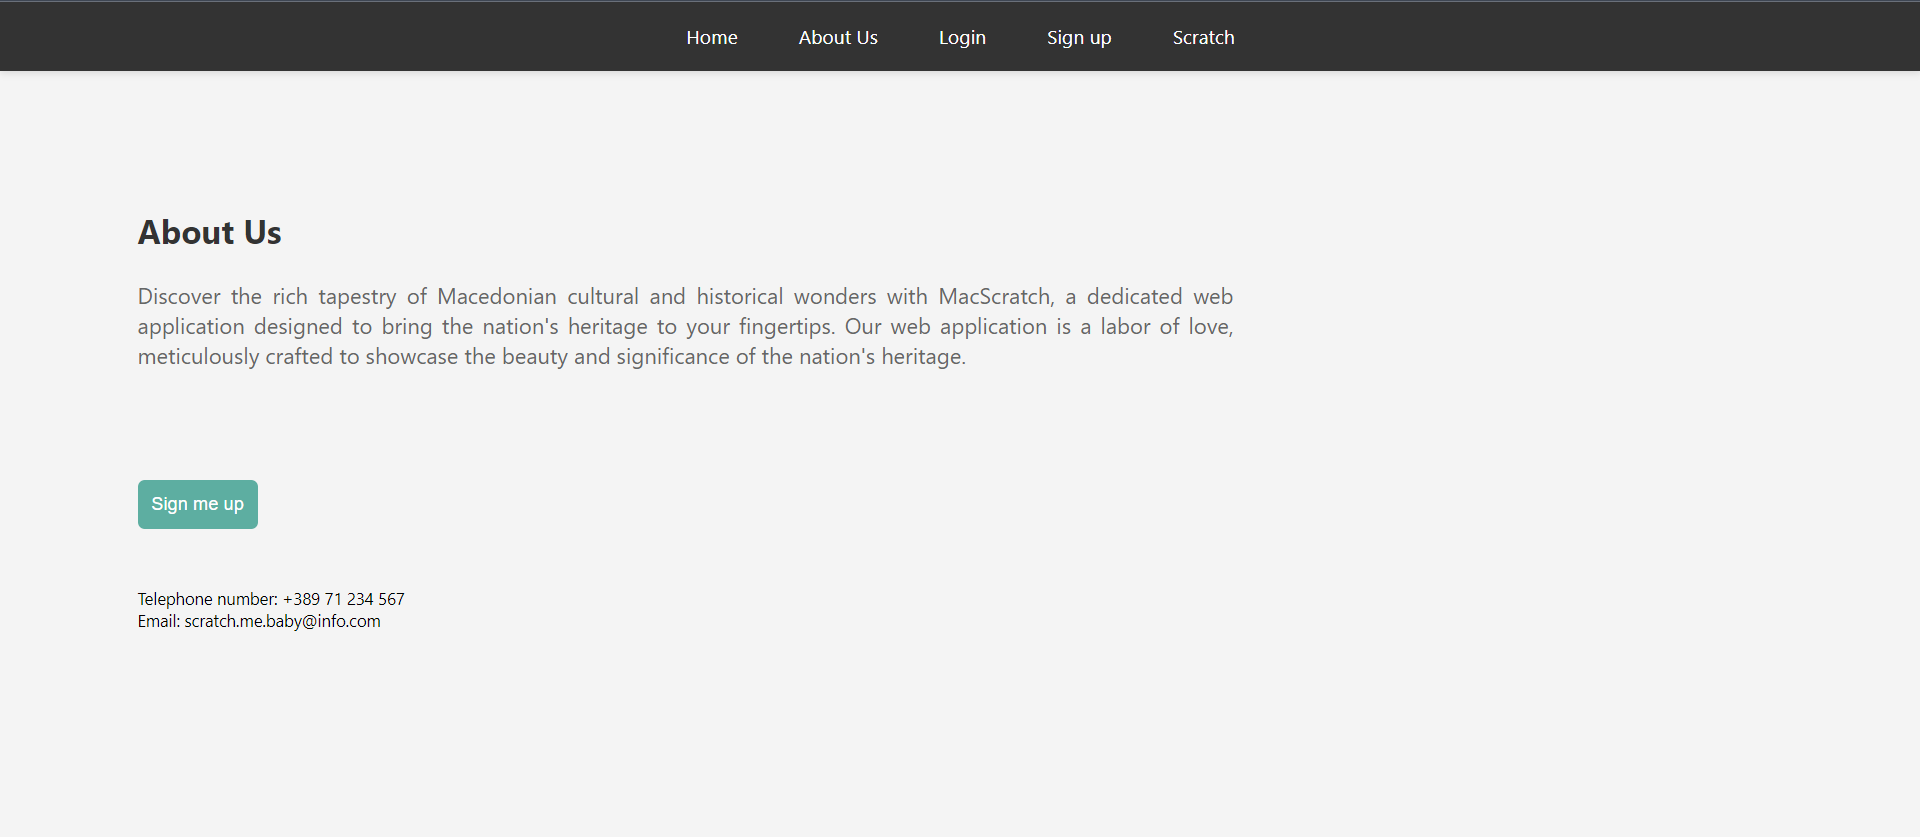 Home About Us Login Sign up Scratch
About Us
Discover the rich tapestry of Macedonian cultural and historical wonders with MacScratch, a dedicated web
application designed to bring the nation's heritage to your fingertips. Our web application is a labor of love,
meticulously crafted to showcase the beauty and significance of the nation's heritage.
Sign me up
Telephone number: +389 71 234 567
Email: scratch.me.baby@info.com